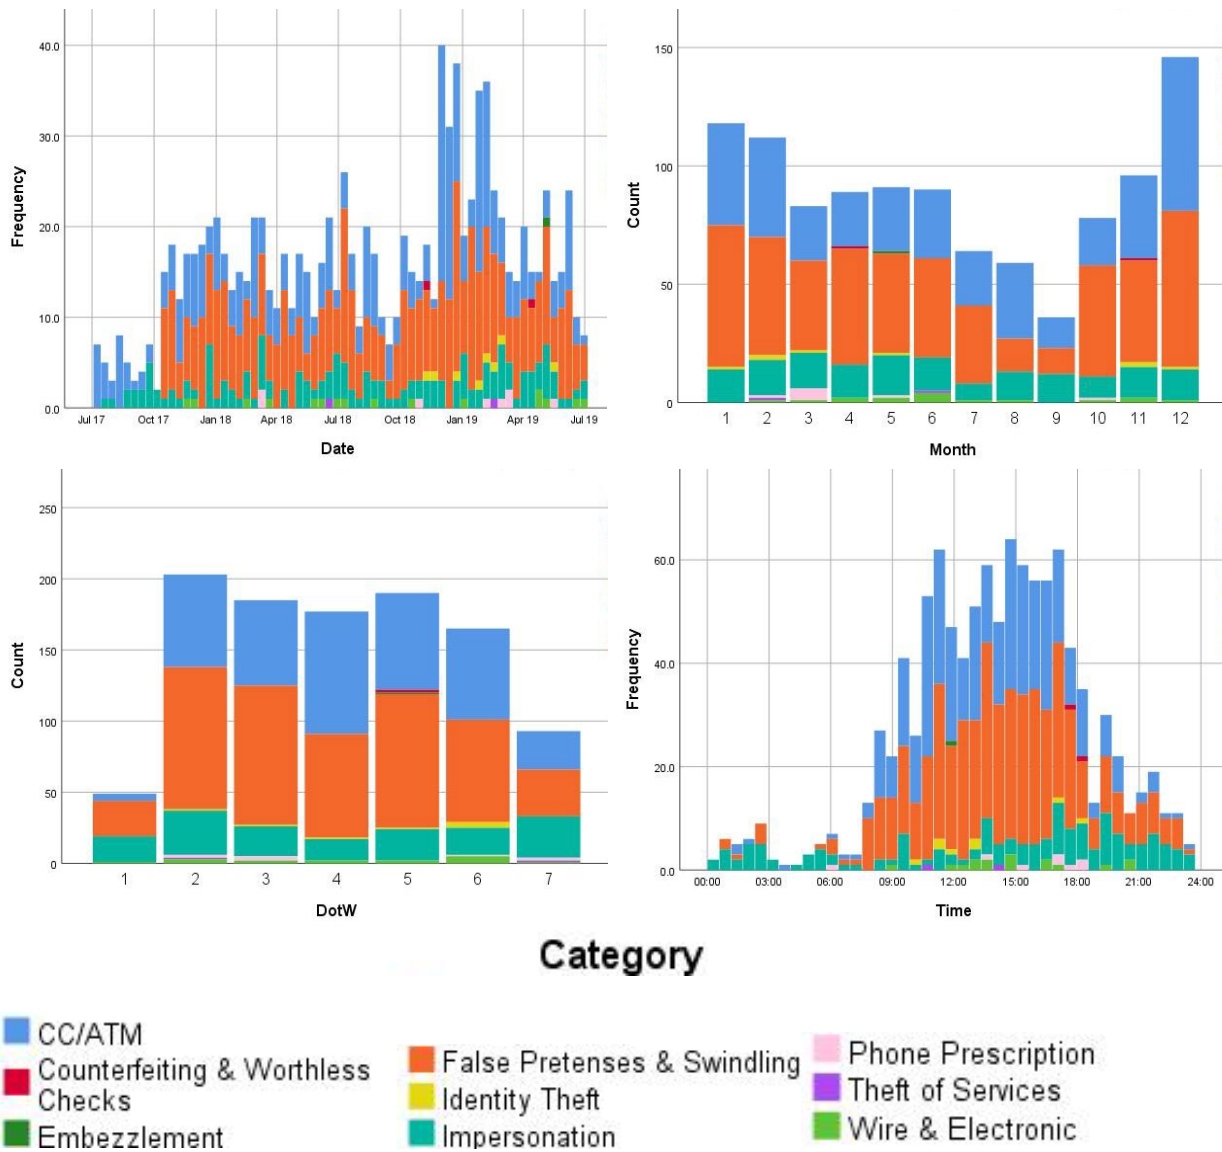 40.0
30.0
20.0
10.0
0.0
Frequency
Jul 17 Oct 17 Jan 18 Apr 18 Jul 18 Oct 18 Jan 19 Apr 19 Jul 19
Date
150
100
50
0
Count
1 2 3 4 5 6 7 8 9 10 11 12
Month
250
200
150
100
50
0
Count
1 2 3 4 5 6 7
DotW
60.0
40.0
20.0
0.0
Frequency
00:00 03:00 06:00 09:00 12:00 15:00 18:00 21:00 24:00
Time
Category
CC/ATM
Counterfeiting & Worthless
Checks
Embezzlement
False Pretenses & Swindling
Identity Theft
Impersonation
Phone Prescription
Theft of Services
Wire & Electronic